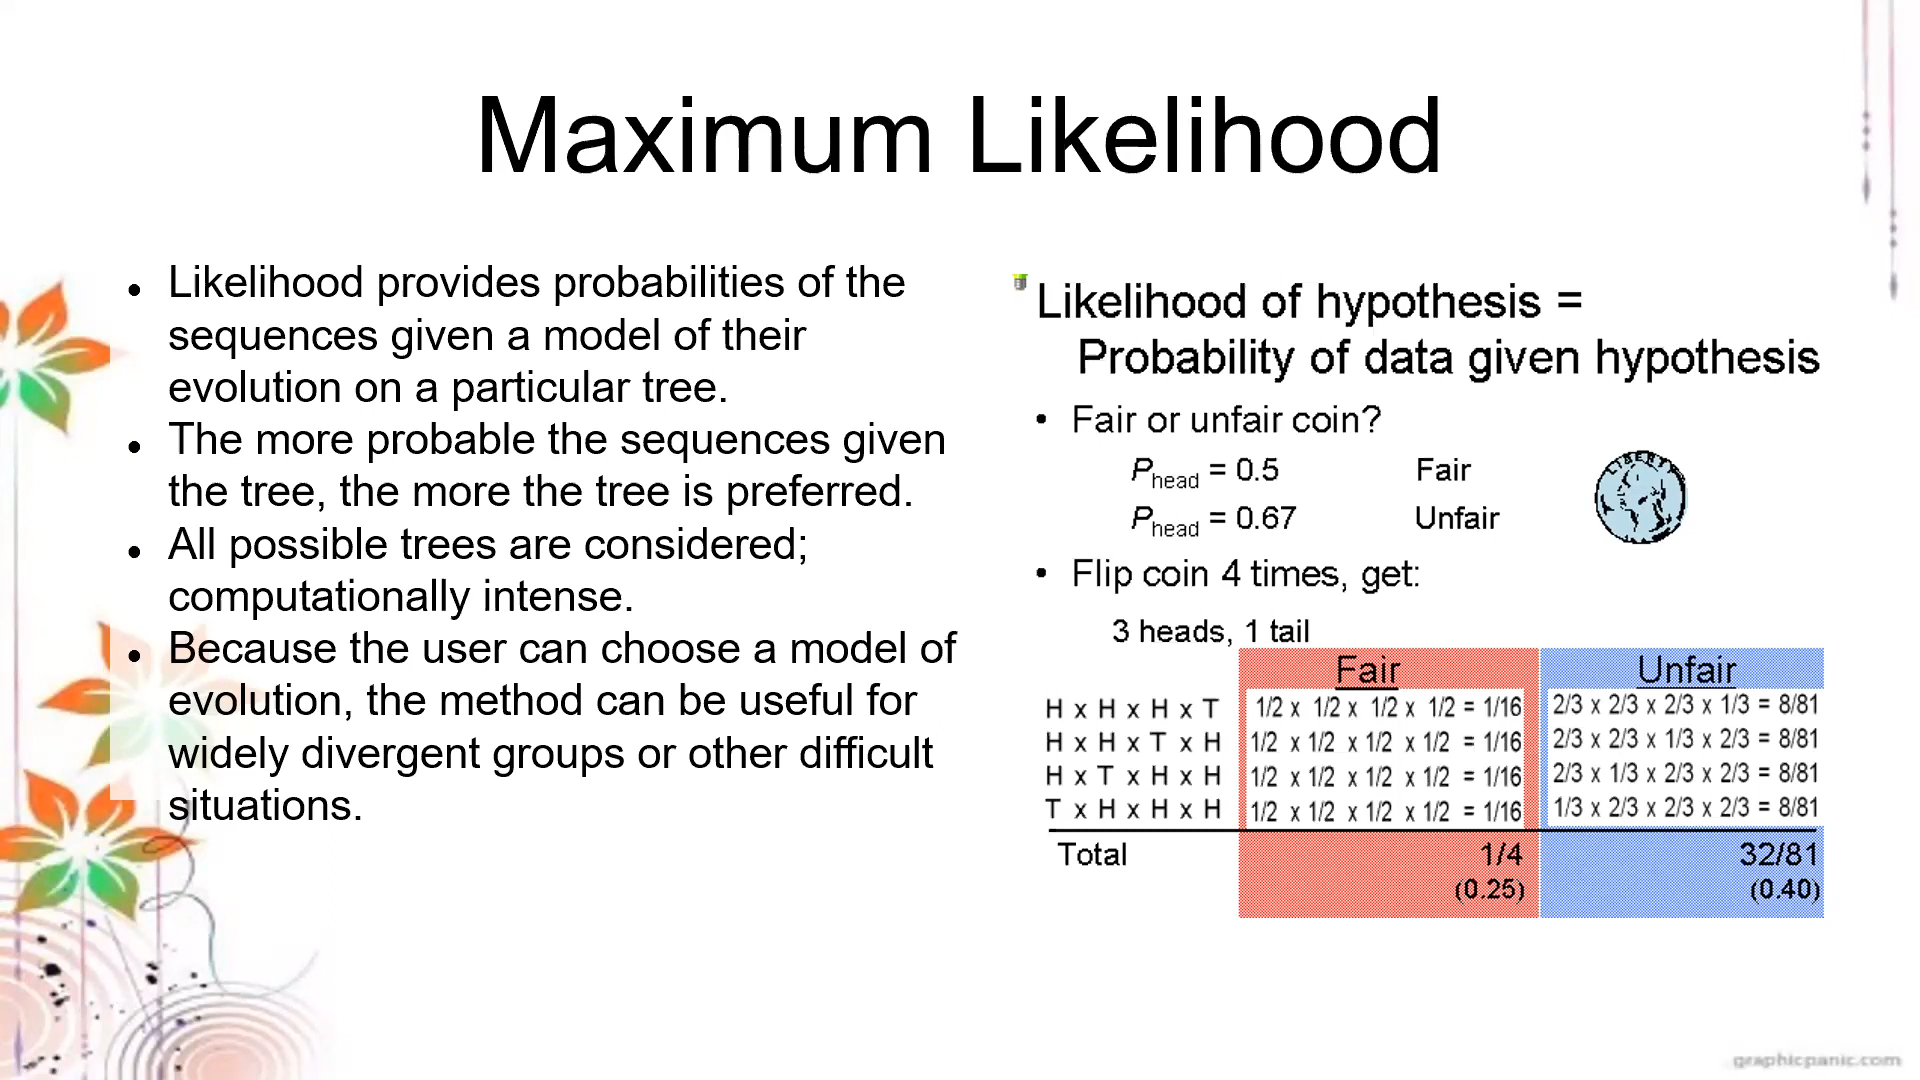 Maximum Likelihood
● Likelihood provides probabilities of the
sequences given a model of their
evolution on a particular tree.
● The more probable the sequences given
the tree, the more the tree is preferred.
● All possible trees are considered;
computationally intense.
● Because the user can choose a model of
evolution, the method can be useful for
widely divergent groups or other difficult
situations.
Likelihood of hypothesis =
Probability of data given hypothesis
• Fair or unfair coin?
Phead = 0.5 Fair
Phead = 0.67 Unfair
LIBERTY
• Flip coin 4 times, get:
3 heads, 1 tail
Fair Unfair
H x H x H x T 1/2 x 1/2 x 1/2 x 1/2 = 1/16 2/3 x 2/3 x 2/3 x 1/3 = 8/81
H x H x T x H 1/2 x 1/2 x 1/2 x 1/2 = 1/16 2/3 x 2/3 x 1/3 x 2/3 = 8/81
H x T x H x H 1/2 x 1/2 x 1/2 x 1/2 = 1/16 2/3 x 1/3 x 2/3 x 2/3 = 8/81
T x H x H x H 1/2 x 1/2 x 1/2 x 1/2 = 1/16 1/3 x 2/3 x 2/3 x 2/3 = 8/81
Total 1/4 32/81
(0.25) (0.40)
graphicpanic.com